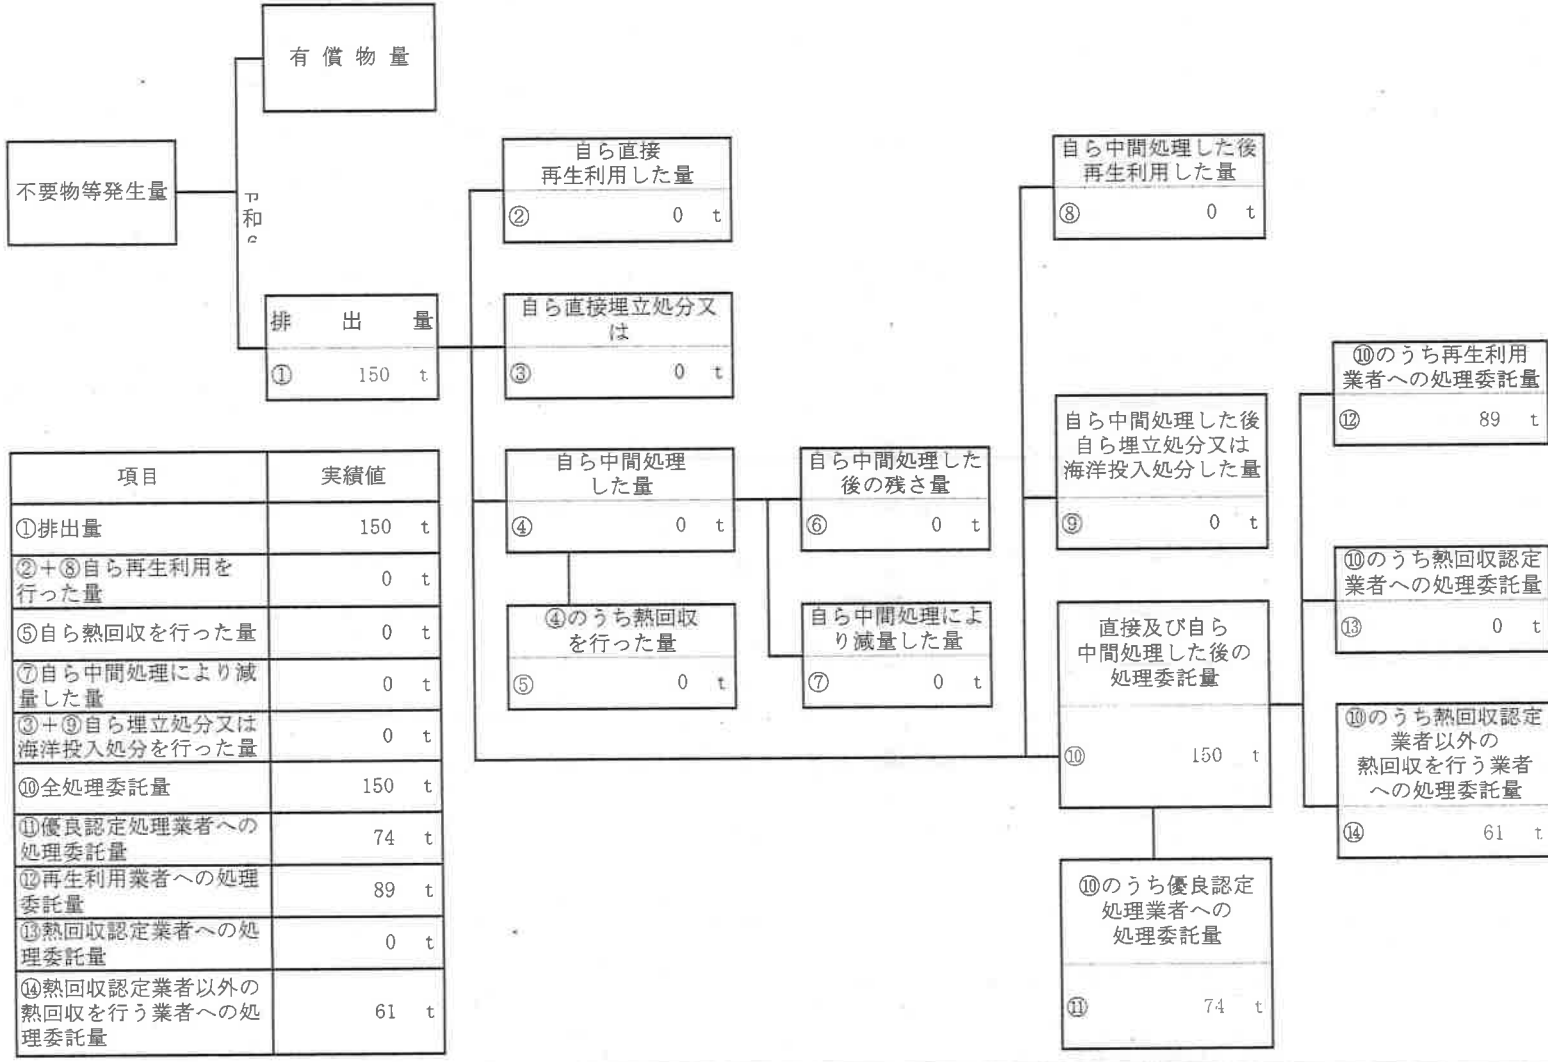 有償物量
不要物等発生量
和
排出量
① 150 t
自ら直接
再生利用した量
② 0 t
自ら直接埋立処分又
は
③ 0 t
自ら中間処理
した量
④ 0 t
④のうち熱回収
を行った量
⑤ 0 t
自ら中間処理した
後の残さ量
⑥ 0 t
自ら中間処理によ
り減量した量
⑦ 0 t
自ら中間処理した後
再生利用した量
⑧ 0 t
自ら中間処理した後
自ら埋立処分又は
海洋投入処分した量
⑨ 0 t
直接及び自ら
中間処理した後の
処理委託量
⑩ 150 t
⑩のうち優良認定
処理業者への
処理委託量
⑪ 74 t
⑩のうち再生利用
業者への処理委託量
⑫ 89 t
⑩のうち熱回収認定
業者への処理委託量
⑬ 0 t
⑩のうち熱回収認定
業者以外の
熱回収を行う業者
への処理委託量
⑭ 61 t
項目 実績値
①排出量 150 t
②+⑧自ら再生利用を
行った量 0 t
⑤自ら熱回収を行った量 0 t
⑦自ら中間処理により減
量した量 0 t
③+⑨自ら埋立処分又は
海洋投入処分を行った量 0 t
⑩全処理委託量 150 t
⑪優良認定処理業者への
処理委託量 74 t
⑫再生利用業者への処理
委託量 89 t
⑬熱回収認定業者への処
理委託量 0 t
⑭熱回収認定業者以外の
熱回収を行う業者への処
理委託量 61 t